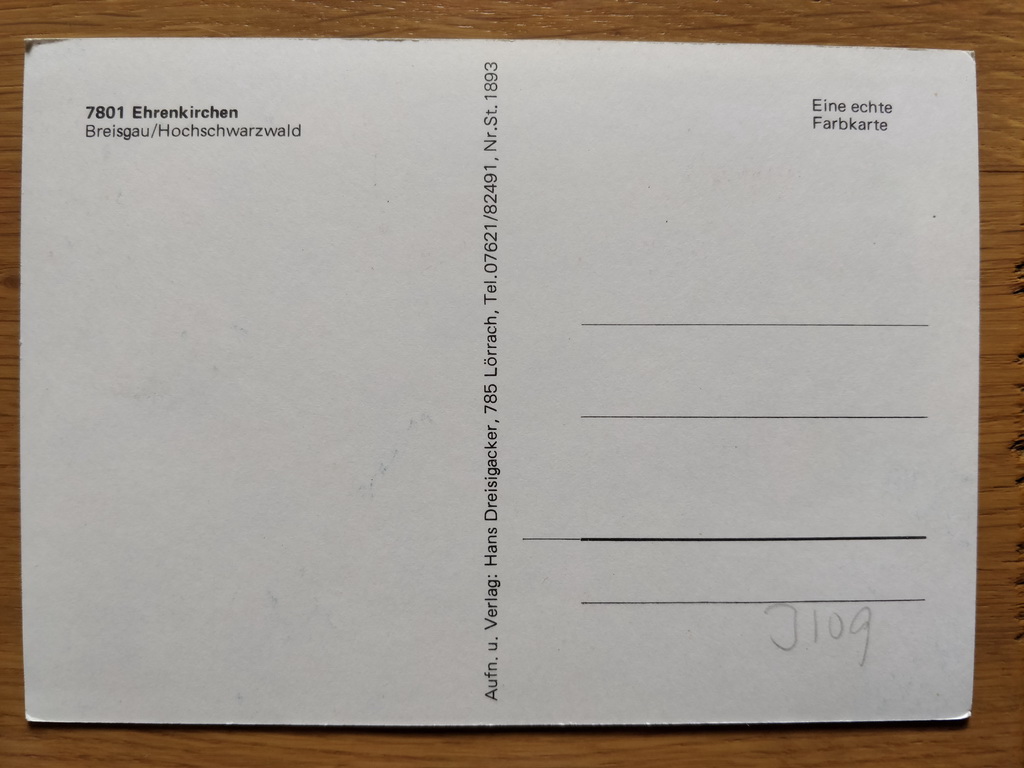 7801 Ehrenkirchen
Breisgau/Hochschwarzwald
Aufn. u. Verlag: Hans Dreisigacker, 785 Lörrach, Tel.07621/82491, Nr.St.1893
Eine echte
Farbkarte
J109